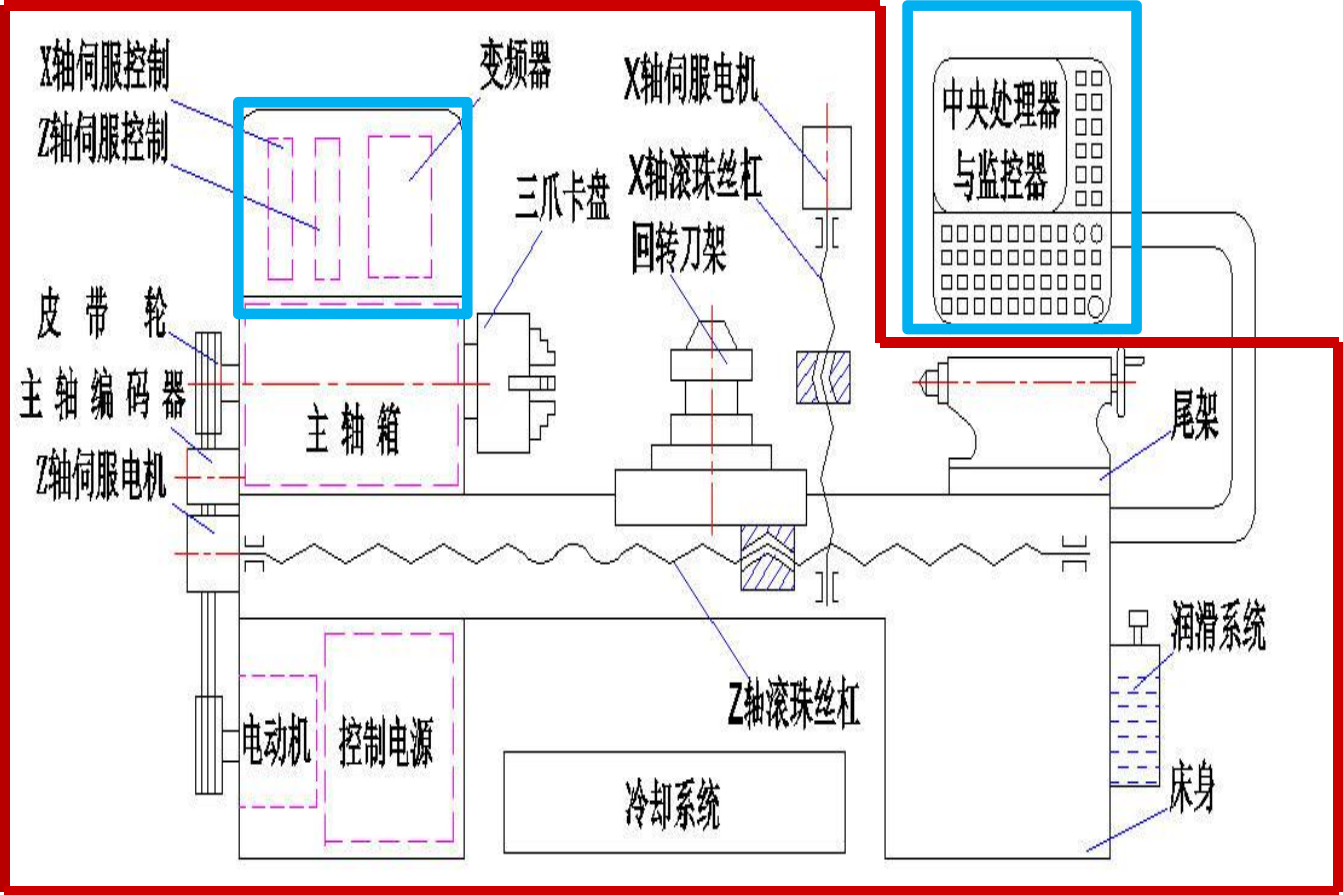 X轴伺服控制
Z轴伺服控制
变频器
X轴伺服电机
X轴滚珠丝杠
回转刀架
三爪卡盘
中央处理器
与监控器
皮带轮
主轴编码器
Z轴伺服电机
主轴箱
尾架
润滑系统
Z轴滚珠丝杠
电动机
控制电源
冷却系统
床身